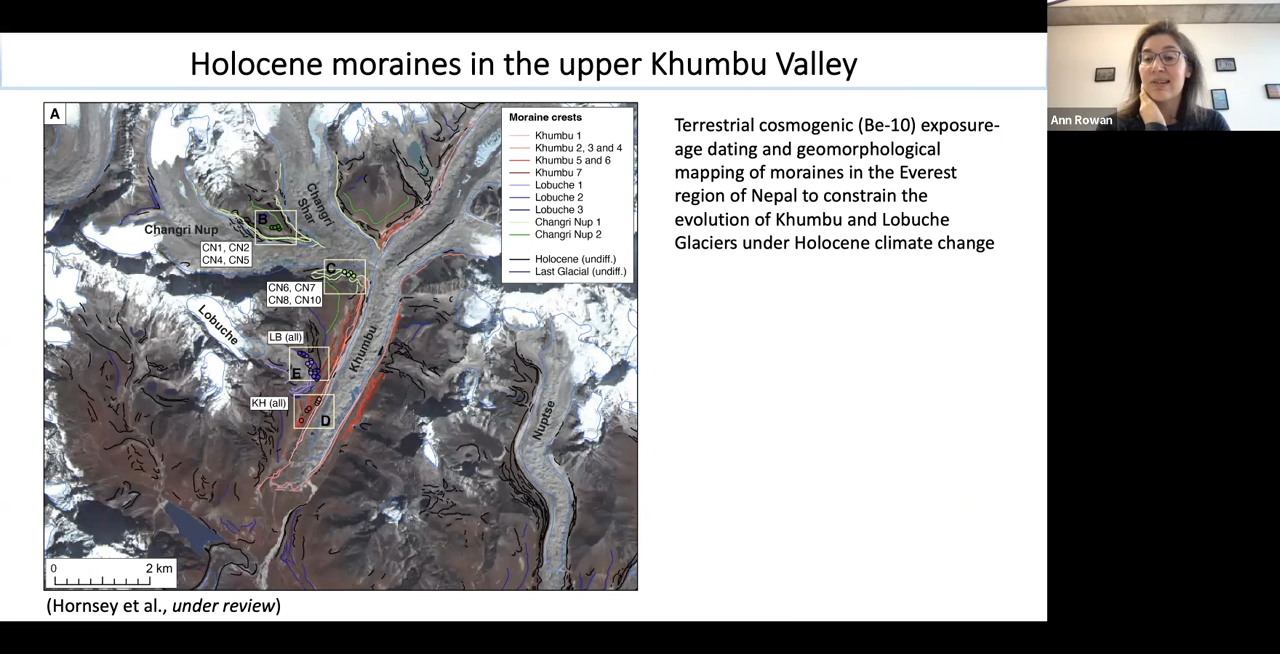 Holocene moraines in the upper Khumbu Valley
A
Moraine crests
Khumbu 1
Khumbu 2, 3 and 4
Khumbu 5 and 6
Khumbu 7
Lobuche 1
Lobuche 2
Lobuche 3
Changri Nup 1
Changri Nup 2
Holocene (undiff.)
Last Glacial (undiff.)
Changri Shar
B
Changri Nup
CN1, CN2
CN4, CN5
C
CN6, CN7
CN8, CN10
Lobuche
LB (all)
E
Khumbu
KH (all)
D
Nuptse
0 2 km
(Hornsey et al., under review)
Terrestrial cosmogenic (Be-10) exposure-
age dating and geomorphological
mapping of moraines in the Everest
region of Nepal to constrain the
evolution of Khumbu and Lobuche
Glaciers under Holocene climate change
Ann Rowan